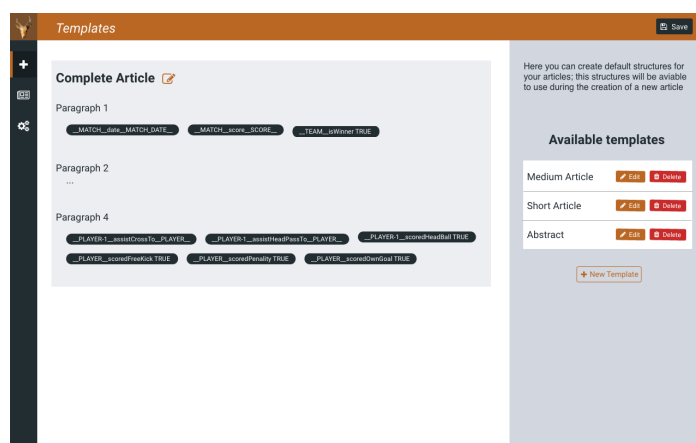 Templates
Save
Complete Article
Paragraph 1
__MATCH__date__MATCH_DATE__ __MATCH__score__SCORE__ __TEAM__isWinner TRUE
Paragraph 2
...
Paragraph 4
__PLAYER-1__assistCrossTo__PLAYER__ __PLAYER-1__assistHeadPassTo__PLAYER__ __PLAYER-1__scoredHeadBall TRUE
__PLAYER__scoredFreeKick TRUE __PLAYER__scoredPenality TRUE __PLAYER__scoredOwnGoal TRUE
Here you can create default structures for
your articles; this structures will be aviable
to use during the creation of a new article
Available templates
Medium Article Edit Delete
Short Article Edit Delete
Abstract Edit Delete
+ New Template